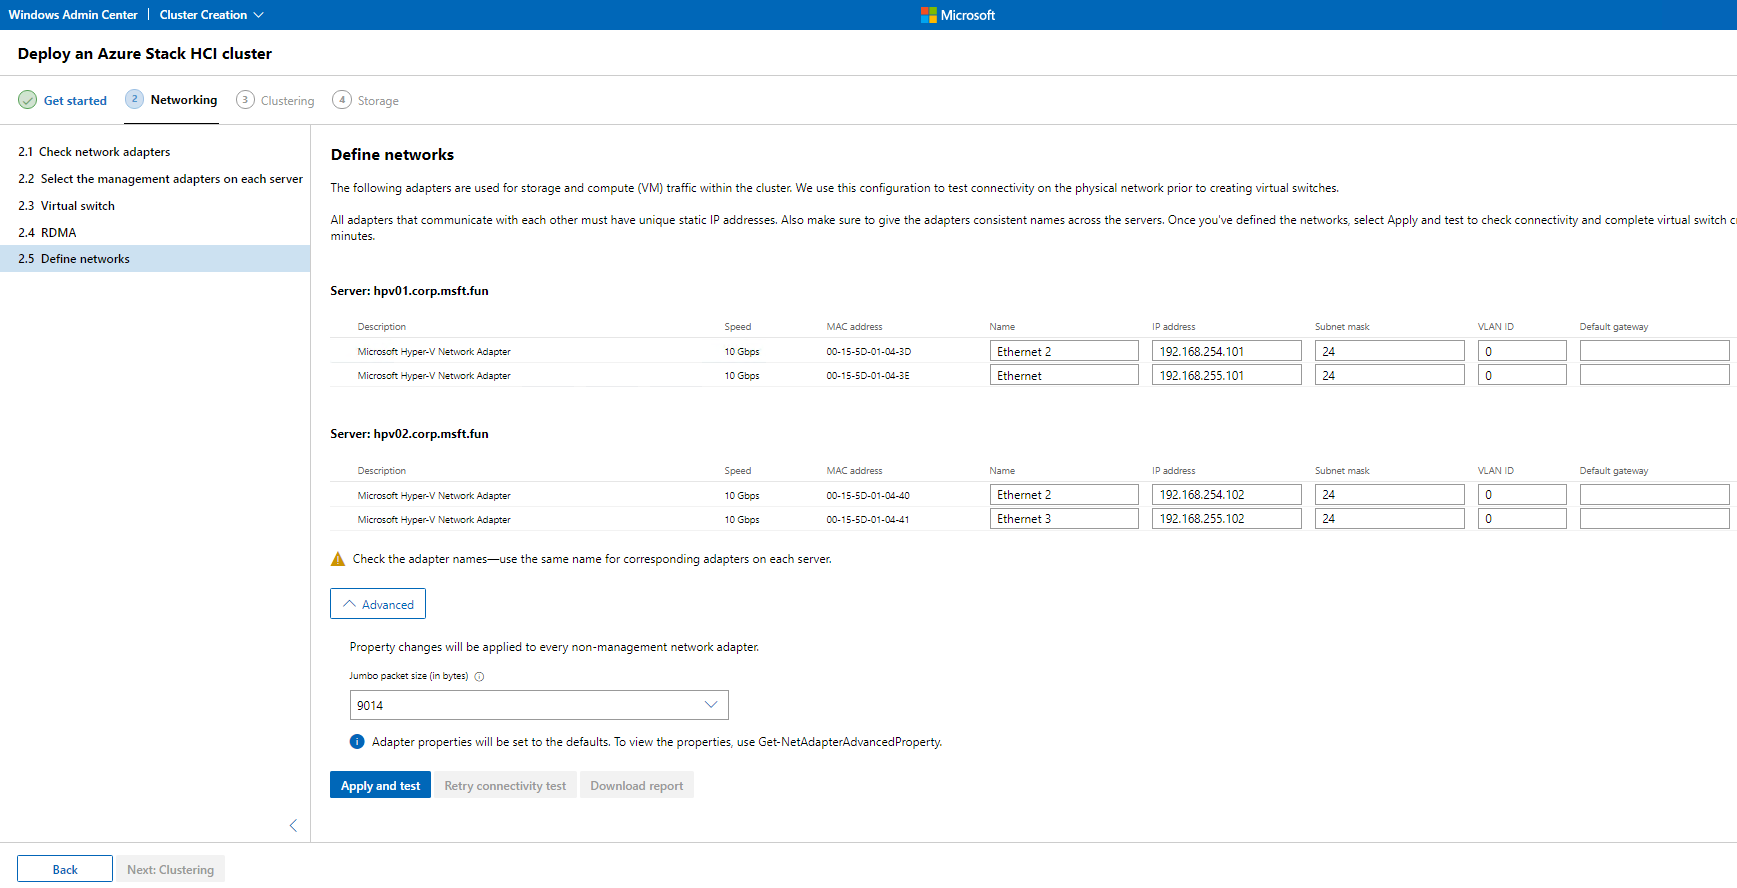 Windows Admin Center | Cluster Creation
Microsoft
Deploy an Azure Stack HCI cluster
Get started
2 Networking
3 Clustering
4 Storage
2.1 Check network adapters
2.2 Select the management adapters on each server
2.3 Virtual switch
2.4 RDMA
2.5 Define networks
Define networks
The following adapters are used for storage and compute (VM) traffic within the cluster. We use this configuration to test connectivity on the physical network prior to creating virtual switches.
All adapters that communicate with each other must have unique static IP addresses. Also make sure to give the adapters consistent names across the servers. Once you've defined the networks, select Apply and test to check connectivity and complete virtual switch
minutes.
Server: hpv01.corp.msft.fun
Description Speed MAC address Name IP address Subnet mask VLAN ID Default gateway
Microsoft Hyper-V Network Adapter 10 Gbps 00-15-5D-01-04-3D Ethernet 2 192.168.254.101 24 0
Microsoft Hyper-V Network Adapter 10 Gbps 00-15-5D-01-04-3E Ethernet 192.168.255.101 24 0
Server: hpv02.corp.msft.fun
Description Speed MAC address Name IP address Subnet mask VLAN ID Default gateway
Microsoft Hyper-V Network Adapter 10 Gbps 00-15-5D-01-04-40 Ethernet 2 192.168.254.102 24 0
Microsoft Hyper-V Network Adapter 10 Gbps 00-15-5D-01-04-41 Ethernet 3 192.168.255.102 24 0
Check the adapter names—use the same name for corresponding adapters on each server.
Advanced
Property changes will be applied to every non-management network adapter.
Jumbo packet size (in bytes)
9014
Adapter properties will be set to the defaults. To view the properties, use Get-NetAdapterAdvancedProperty.
Apply and test
Retry connectivity test
Download report
Back
Next: Clustering